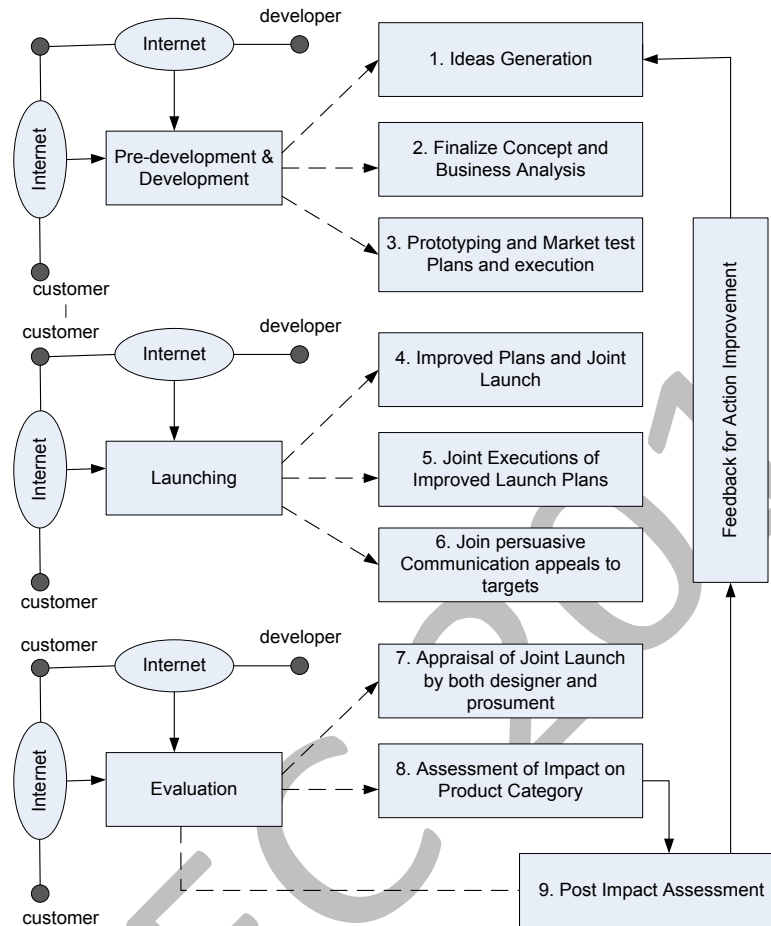 developer
Internet
Internet
Pre-development &
Development
customer
1. Ideas Generation
2. Finalize Concept and
Business Analysis
3. Prototyping and Market test
Plans and execution
customer
developer
Internet
Internet
Launching
customer
4. Improved Plans and Joint
Launch
5. Joint Executions of
Improved Launch Plans
6. Join persuasive
Communication appeals to
targets
Feedback for Action Improvement
customer
developer
Internet
Internet
Evaluation
customer
7. Appraisal of Joint Launch
by both designer and
prosument
8. Assessment of Impact on
Product Category
9. Post Impact Assessment